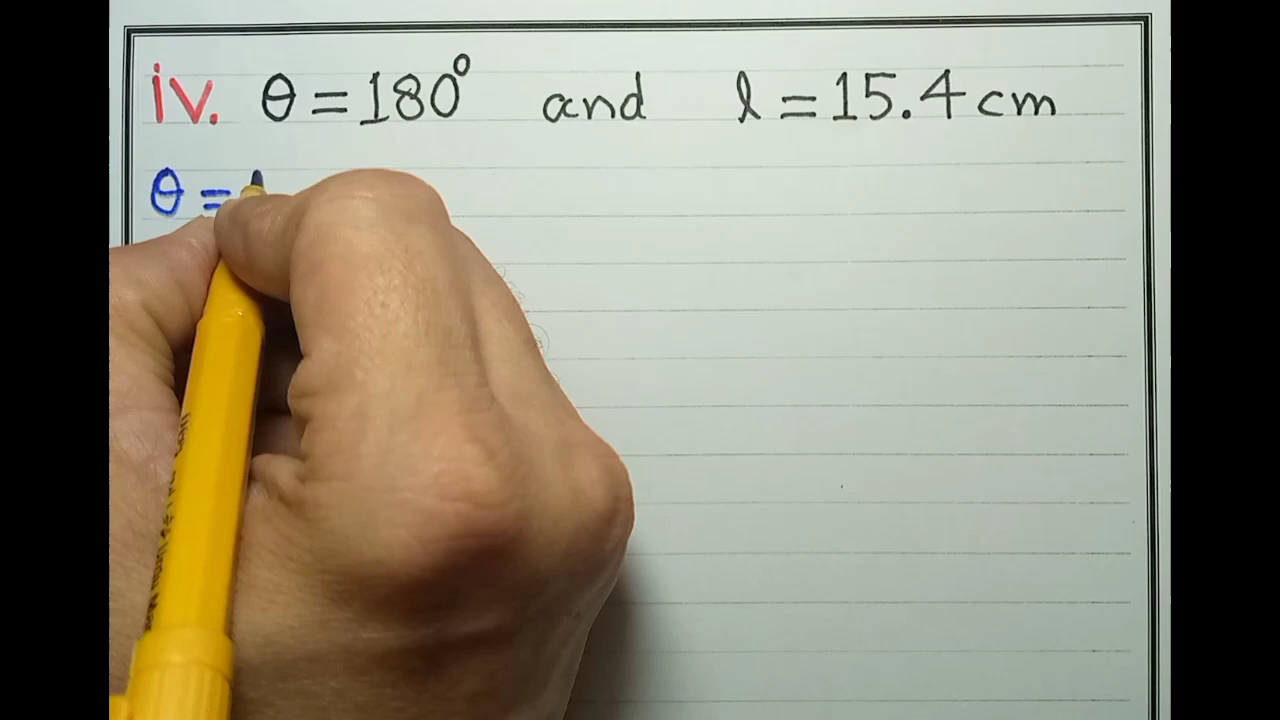 iv. θ = 180° and l = 15.4 cm
θ =